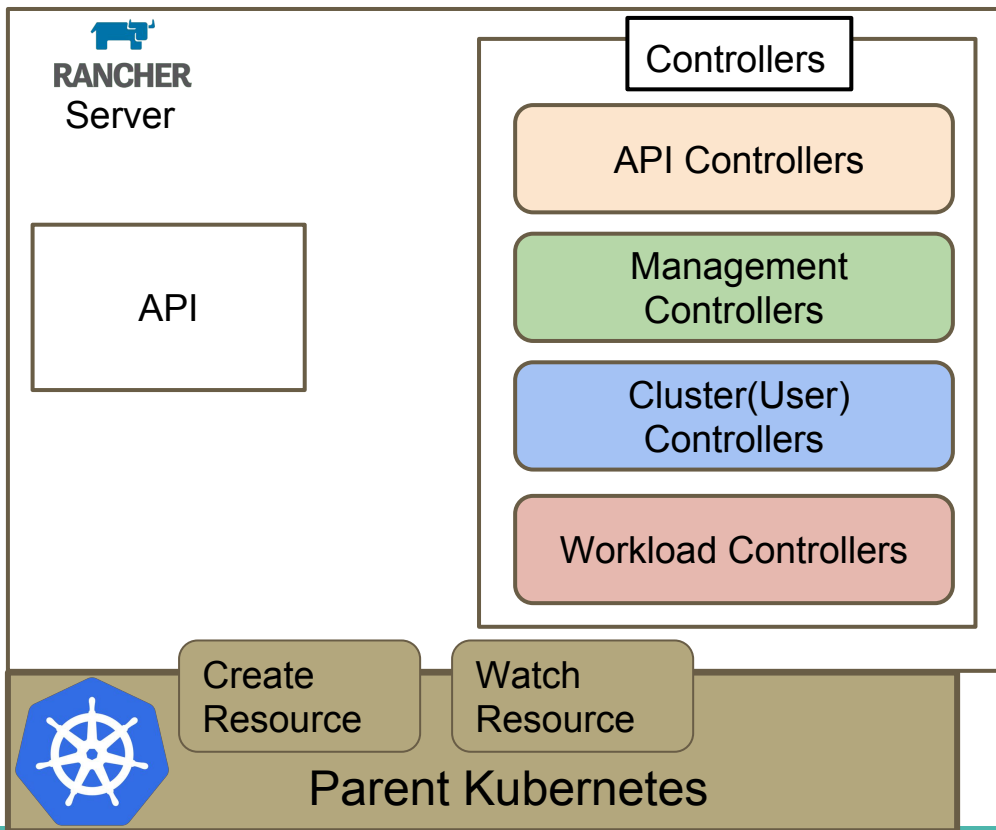 RANCHER
Server
API
Controllers
API Controllers
Management
Controllers
Cluster(User)
Controllers
Workload Controllers
Create
Resource
Watch
Resource
Parent Kubernetes